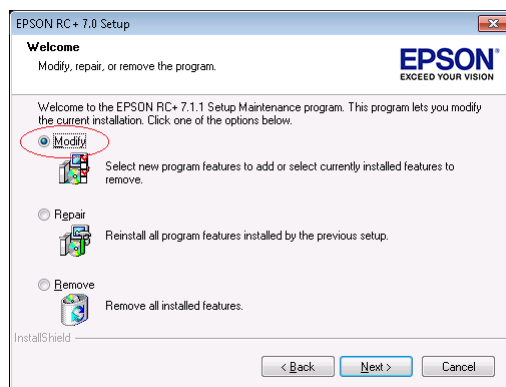 EPSON RC+ 7.0 Setup
Welcome
Modify, repair, or remove the program.
EPSON®
EXCEED YOUR VISION
Welcome to the EPSON RC+ 7.1.1 Setup Maintenance program. This program lets you modify
the current installation. Click one of the options below.
Modify
Select new program features to add or select currently installed features to
remove.
Repair
Reinstall all program features installed by the previous setup.
Remove
Remove all installed features.
InstallShield
< Back
Next >
Cancel